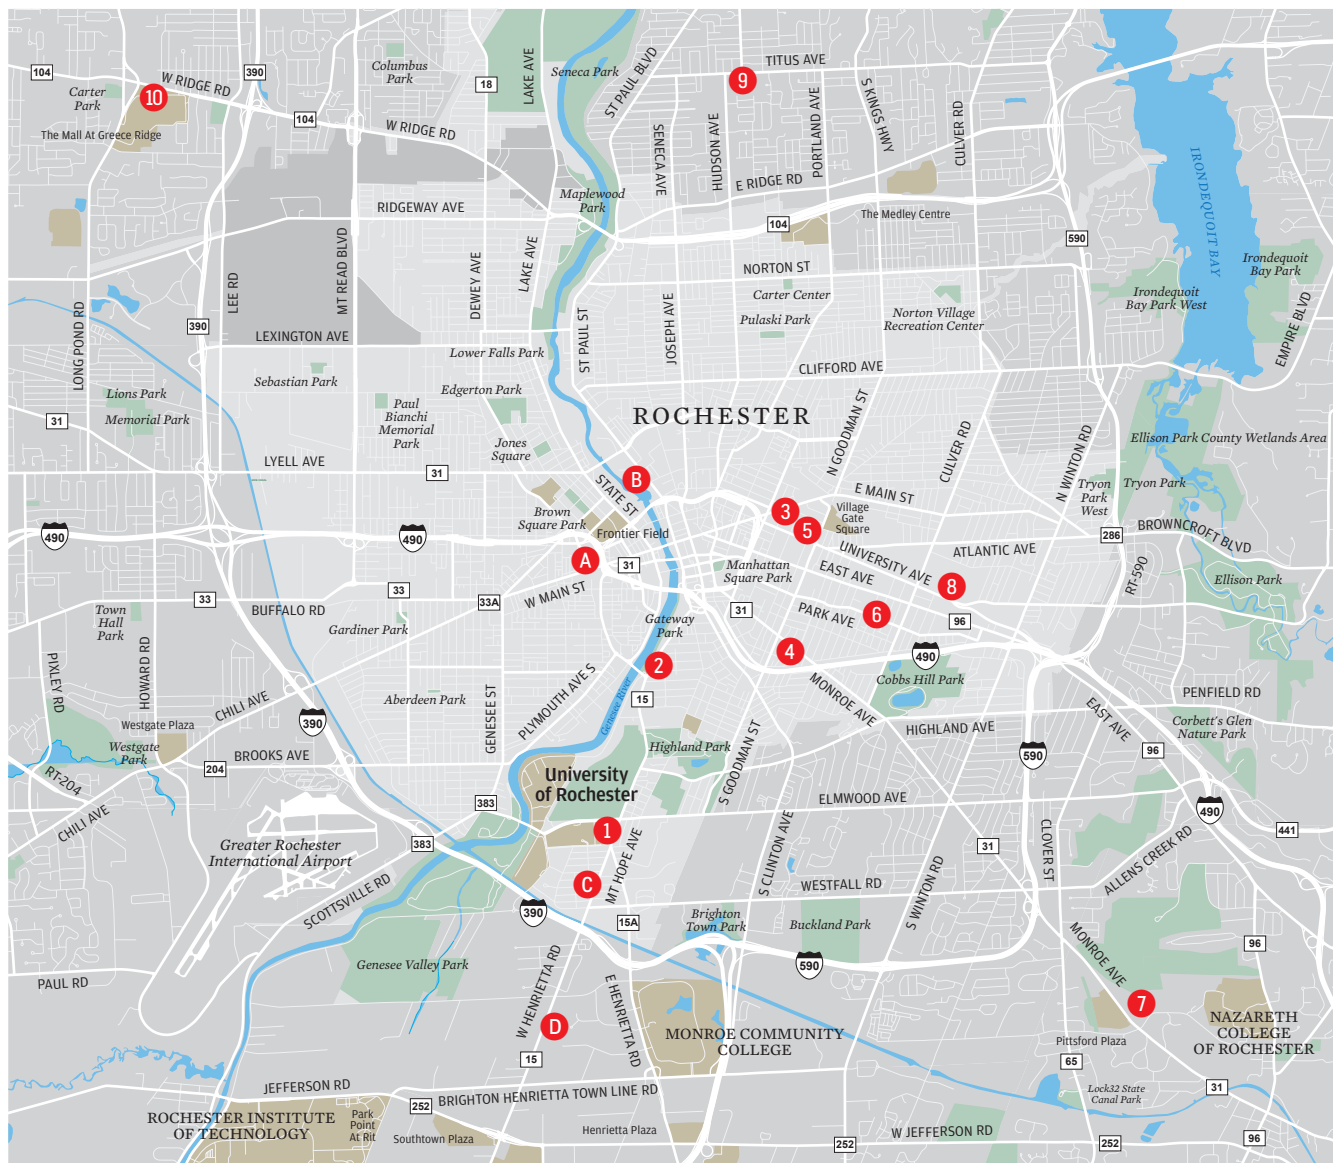 104
W RIDGE RD
390
Carter
Park
10
The Mall At Greece Ridge
104
Columbus
Park
W RIDGE RD
18
LAKE AVE
Seneca Park
ST PAUL BLVD
9
TITUS AVE
SENECA AVE
HUDSON AVE
PORTLAND AVE
S KINGS HWY
CULVER RD
E RIDGE RD
IRONDEQUOIT BAY
RIDGEWAY AVE
Maplewood
Park
104
The Medley Centre
590
LEE RD
MT READ BLVD
DEWEY AVE
LAKE AVE
NORTON ST
Carter Center
Pulaski Park
Norton Village
Recreation Center
Irondequoit
Bay Park West
Irondequoit
Bay Park
EMPIRE BLVD
LONG POND RD
390
LEXINGTON AVE
ST PAUL ST
JOSEPH AVE
Lower Falls Park
CLIFFORD AVE
Sebastian Park
Edgerton Park
Lions Park
Memorial Park
31
Paul
Bianchi
Memorial
Park
Jones
Square
ROCHESTER
N GOODMAN ST
CULVER RD
N WINTON RD
Ellison Park County Wetlands Area
LYELL AVE
31
STATE ST
B
E MAIN ST
Tryon
Park
West
Tryon Park
Brown
Square Park
3
5
Village
Gate
Square
490
490
Frontier Field
286
BROWNCROFT BLVD
UNIVERSITY AVE
ATLANTIC AVE
A
31
Manhattan
Square Park
EAST AVE
8
RT-590
Ellison Park
33
BUFFALO RD
33
33A
W MAIN ST
31
PARK AVE
6
96
Town
Hall
Park
Gardiner Park
Gateway
Park
HOWARD RD
PIXLEY RD
2
4
490
Cobbs Hill Park
CHILI AVE
Aberdeen Park
GENESEE ST
PLYMOUTH AVE S
Genesee River
15
MONROE AVE
PENFIELD RD
390
Westgate Plaza
Westgate
Park
HIGHLAND AVE
EAST AVE
Corbett's Glen
Nature Park
BROOKS AVE
204
Highland Park
S GOODMAN ST
96
590
RT-204
University
of Rochester
383
ELMWOOD AVE
490
CHILI AVE
1
441
Greater Rochester
International Airport
383
MT HOPE AVE
S CLINTON AVE
31
CLOVER ST
ALLENS CREEK RD
SCOTTSVILLE RD
C
WESTFALL RD
S WINTON RD
390
15A
Brighton
Town Park
Buckland Park
MONROE AVE
96
Genesee Valley Park
W HENRIETTA RD
590
PAUL RD
E HENRIETTA RD
7
D
MONROE COMMUNITY
COLLEGE
NAZARETH
COLLEGE
OF ROCHESTER
Pittsford Plaza
15
65
JEFFERSON RD
BRIGHTON HENRIETTA TOWN LINE RD
Lock32 State
Canal Park
31
252
ROCHESTER INSTITUTE
OF TECHNOLOGY
Park
Point
At Rit
Southtown Plaza
Henrietta Plaza
252
W JEFFERSON RD
252
96